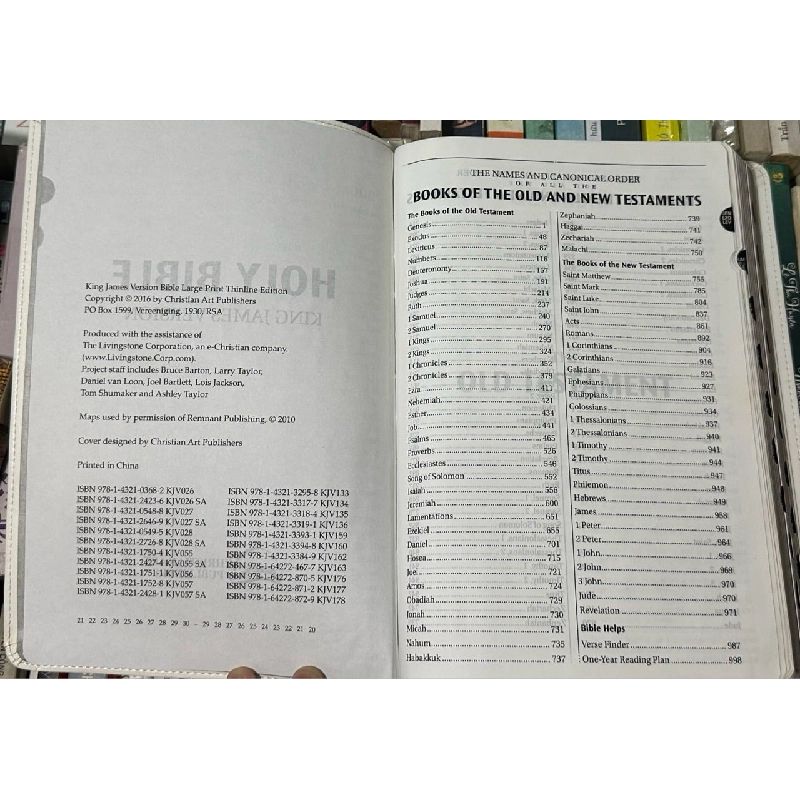 King James Version Bible Large Print Thinline Edition
Copyright © 2016 by Christian Art Publishers
PO Box 1599, Vereeniging, 1930, RSA
Produced with the assistance of
The Livingstone Corporation, an e-Christian company.
(www.LivingstoneCorp.com).
Project staff includes Bruce Barton, Larry Taylor,
Daniel van Loon, Joel Bartlett, Lois Jackson,
Tom Shumaker and Ashley Taylor
Maps used by permission of Remnant Publishing. © 2010
Cover designed by Christian Art Publishers
Printed in China
ISBN 978-1-4321-0368-2 KJV026
ISBN 978-1-4321-2423-6 KJV026 SA
ISBN 978-1-4321-0548-8 KJV027
ISBN 978-1-4321-2646-9 KJV027 SA
ISBN 978-1-4321-0549-5 KJV028
ISBN 978-1-4321-2726-8 KJV028 SA
ISBN 978-1-4321-1750-4 KJV055
ISBN 978-1-4321-2427-4 KJV055 SA
ISBN 978-1-4321-1751-1 KJV056
ISBN 978-1-4321-1752-8 KJV057
ISBN 978-1-4321-2428-1 KJV057 SA
ISBN 978-1-4321-3295-8 KJV133
ISBN 978-1-4321-3317-7 KJV134
ISBN 978-1-4321-3318-4 KJV135
ISBN 978-1-4321-3319-1 KJV136
ISBN 978-1-4321-3393-1 KJV159
ISBN 978-1-4321-3394-8 KJV160
ISBN 978-1-4321-3384-9 KJV162
ISBN 978-1-64272-467-7 KJV163
ISBN 978-1-64272-870-5 KJV176
ISBN 978-1-64272-871-2 KJV177
ISBN 978-1-64272-872-9 KJV178
21 22 23 24 25 26 27 28 29 30 – 29 28 27 26 25 24 23 22 21 20
THE NAMES AND CANONICAL ORDER
OF ALL THE
BOOKS OF THE OLD AND NEW TESTAMENTS
The Books of the Old Testament
Genesis 1
Exodus 48
Leviticus 87
Numbers 116
Deuteronomy 157
Joshua 191
Judges 214
Ruth 237
1 Samuel 240
2 Samuel 270
1 Kings 295
2 Kings 324
1 Chronicles 352
2 Chronicles 379
Ezra 411
Nehemiah 421
Esther 434
Job 441
Psalms 465
Proverbs 526
Ecclesiastes 546
Song of Solomon 552
Isaiah 556
Jeremiah 600
Lamentations 651
Ezekiel 655
Daniel 701
Hosea 715
Joel 721
Amos 724
Obadiah 729
Jonah 730
Micah 731
Nahum 735
Habakkuk 737
Zephaniah 739
Haggai 741
Zechariah 742
Malachi 750
The Books of the New Testament
Saint Matthew 755
Saint Mark 785
Saint Luke 804
Saint John 837
Acts 861
Romans 892
1 Corinthians 904
2 Corinthians 916
Galatians 923
Ephesians 927
Philippians 931
Colossians 934
1 Thessalonians 937
2 Thessalonians 940
1 Timothy 941
2 Timothy 944
Titus 947
Philemon 948
Hebrews 949
James 958
1 Peter 961
2 Peter 964
1 John 966
2 John 969
3 John 970
Jude 970
Revelation 971
Bible Helps
Verse Finder 987
One-Year Reading Plan 998